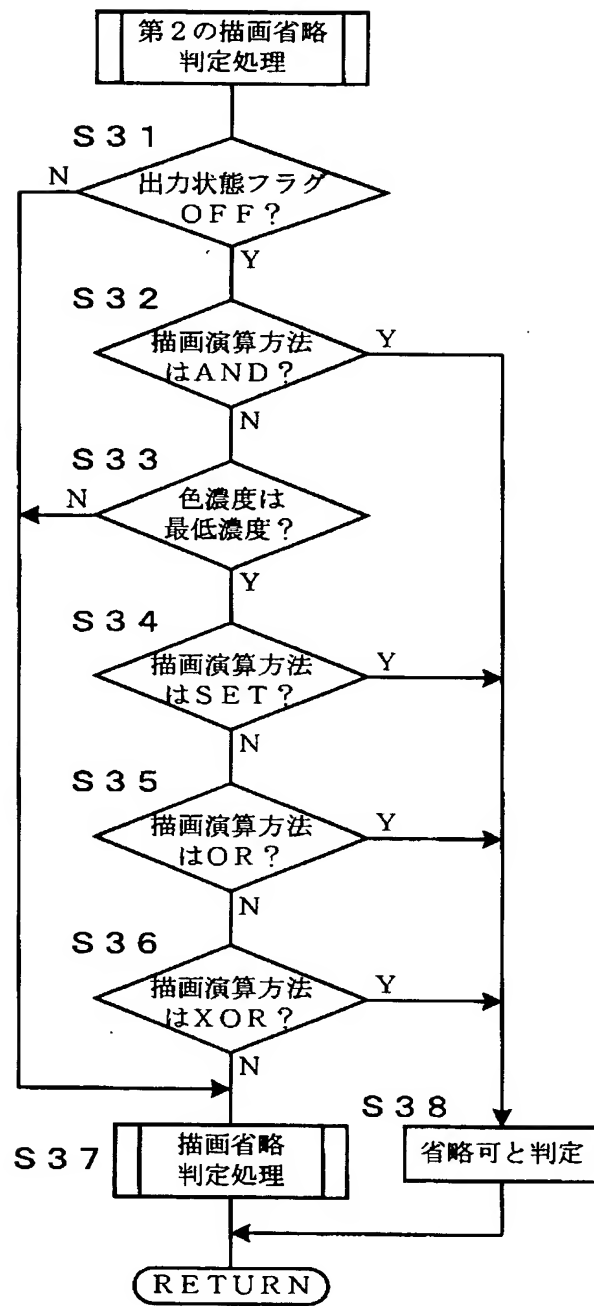 第２の描画省略
判定処理
Ｓ３１
Ｎ
出力状態フラグ
ＯＦＦ？
Ｙ
Ｓ３２
描画演算方法
はＡＮＤ？
Ｙ
Ｎ
Ｓ３３
Ｎ
色濃度は
最低濃度？
Ｙ
Ｓ３４
描画演算方法
はＳＥＴ？
Ｙ
Ｎ
Ｓ３５
描画演算方法
はＯＲ？
Ｙ
Ｎ
Ｓ３６
描画演算方法
はＸＯＲ？
Ｙ
Ｎ
Ｓ３７
描画省略
判定処理
Ｓ３８
省略可と判定
ＲＥＴＵＲＮ